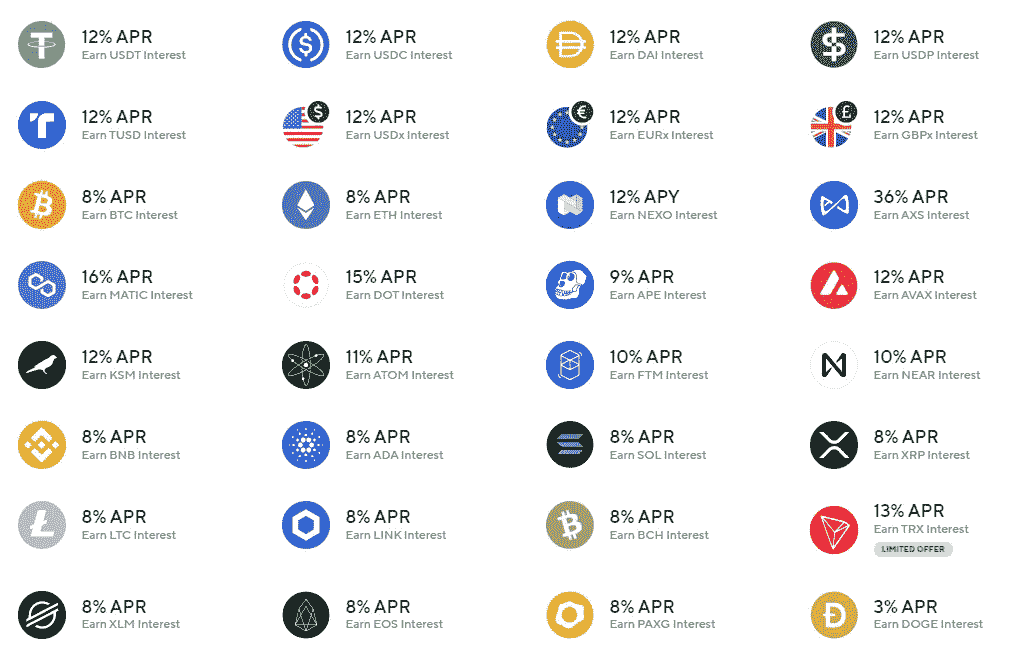 12% APR
Earn USDT Interest
12% APR
Earn USDC Interest
12% APR
Earn DAI Interest
12% APR
Earn USDP Interest
12% APR
Earn TUSD Interest
12% APR
Earn USDx Interest
12% APR
Earn EURx Interest
12% APR
Earn GBPx Interest
8% APR
Earn BTC Interest
8% APR
Earn ETH Interest
12% APY
Earn NEXO Interest
36% APR
Earn AXS Interest
16% APR
Earn MATIC Interest
15% APR
Earn DOT Interest
9% APR
Earn APE Interest
12% APR
Earn AVAX Interest
12% APR
Earn KSM Interest
11% APR
Earn ATOM Interest
10% APR
Earn FTM Interest
10% APR
Earn NEAR Interest
8% APR
Earn BNB Interest
8% APR
Earn ADA Interest
8% APR
Earn SOL Interest
8% APR
Earn XRP Interest
8% APR
Earn LTC Interest
8% APR
Earn LINK Interest
8% APR
Earn BCH Interest
13% APR
Earn TRX Interest
LIMITED OFFER
8% APR
Earn XLM Interest
8% APR
Earn EOS Interest
8% APR
Earn PAXG Interest
3% APR
Earn DOGE Interest